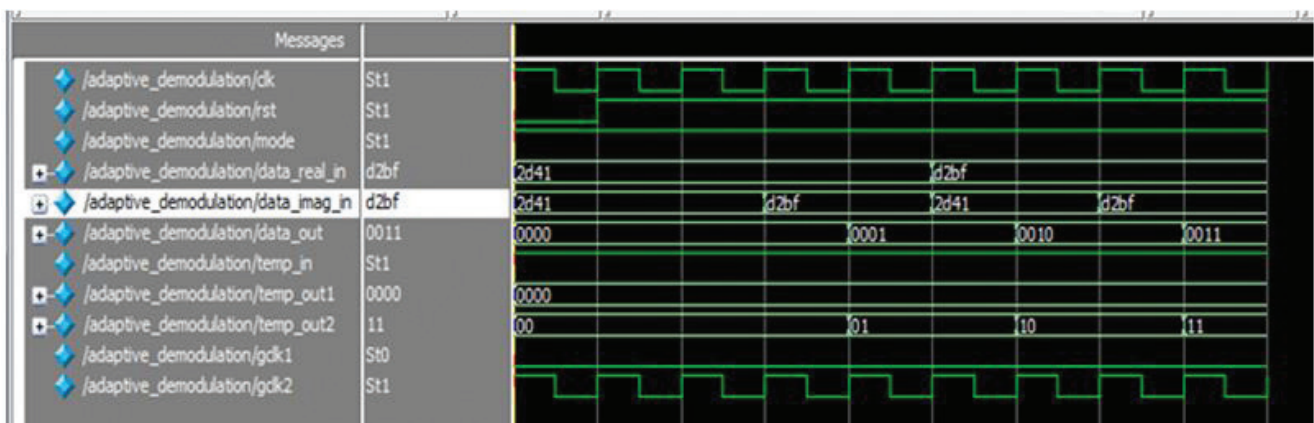 Messages
/adaptive_demodulation/clk St1
/adaptive_demodulation/rst St1
/adaptive_demodulation/mode St1
/adaptive_demodulation/data_real_in d2bf 2d41 d2bf
/adaptive_demodulation/data_imag_in d2bf 2d41 d2bf 2d41 d2bf
/adaptive_demodulation/data_out 0011 0000 0001 0010 0011
/adaptive_demodulation/temp_in St1
/adaptive_demodulation/temp_out1 0000 0000
/adaptive_demodulation/temp_out2 11 00 01 10 11
/adaptive_demodulation/gclk1 St0
/adaptive_demodulation/gclk2 St1